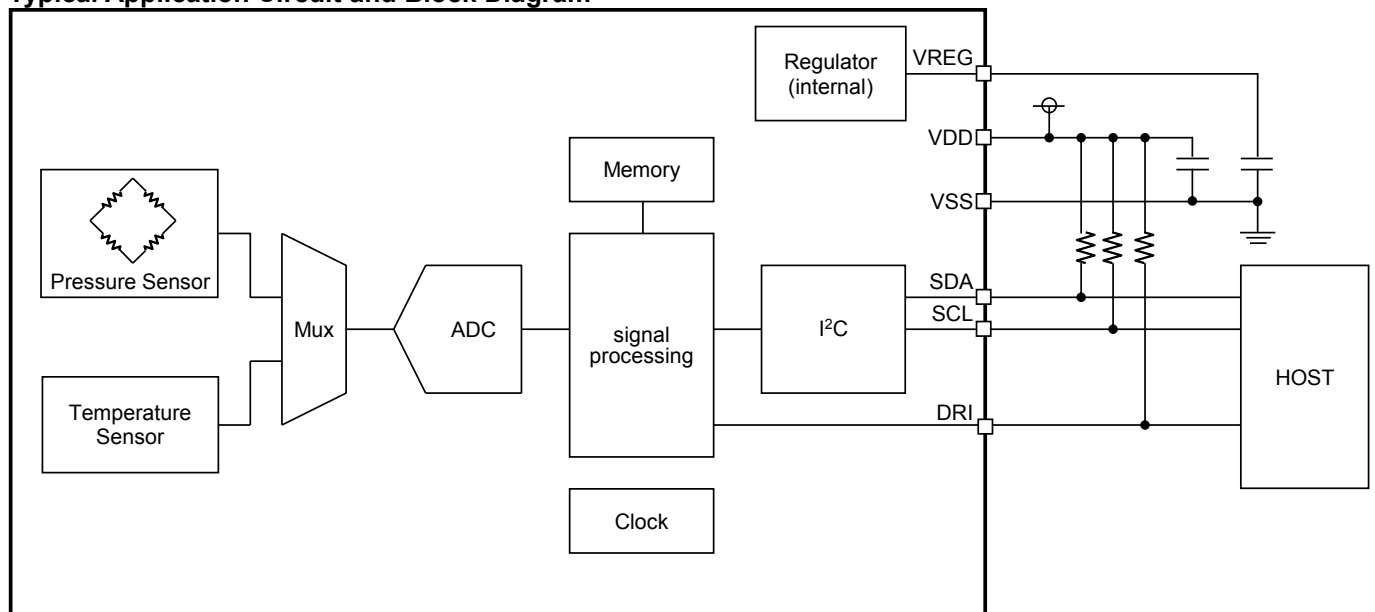 Typical Application Circuit and Block Diagram
Regulator
(internal)
VREG
VDD
Memory
VSS
Pressure Sensor
SDA
SCL
Mux
ADC
signal
processing
I²C
HOST
Temperature
Sensor
DRI
Clock